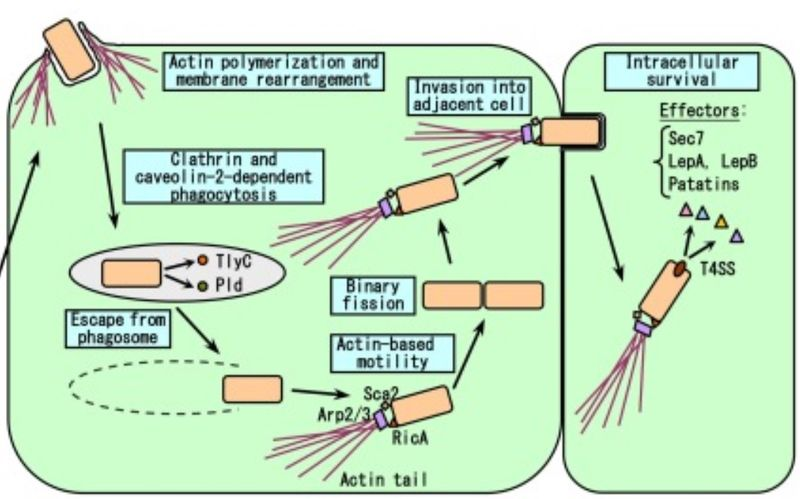 Actin polymerization and
membrane rearrangement
Clathrin and
caveolin-2-dependent
phagocytosis
TlyC
Pld
Escape from
phagosome
Sca2
Arp2/3
RicA
Actin tail
Actin-based
motility
Binary
fission
Invasion into
adjacent cell
Intracellular
survival
Effectors:
Sec7
LepA, LepB
Patatins
T4SS